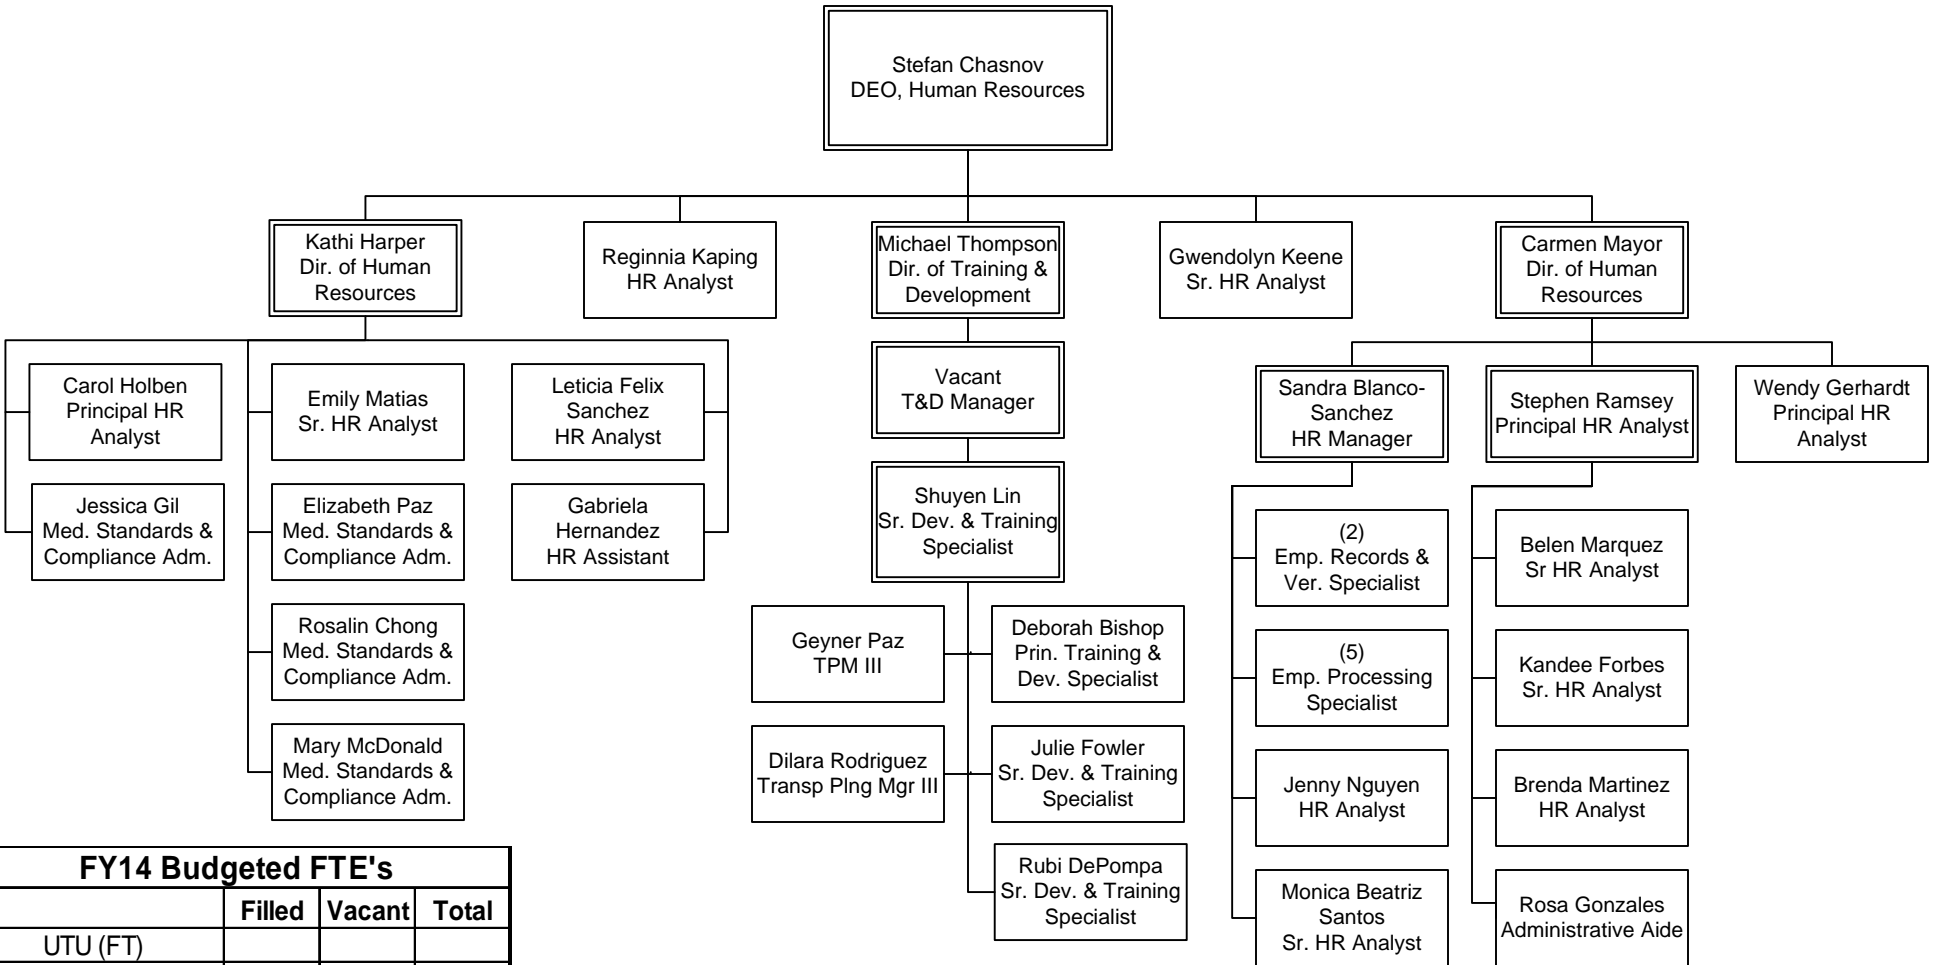 Stefan Chasnov
DEO, Human Resources
Kathi Harper
Dir. of Human
Resources
Reginnia Kaping
HR Analyst
Michael Thompson
Dir. of Training &
Development
Gwendolyn Keene
Sr. HR Analyst
Carmen Mayor
Dir. of Human
Resources
Carol Holben
Principal HR
Analyst
Jessica Gil
Med. Standards &
Compliance Adm.
Emily Matias
Sr. HR Analyst
Elizabeth Paz
Med. Standards &
Compliance Adm.
Rosalin Chong
Med. Standards &
Compliance Adm.
Mary McDonald
Med. Standards &
Compliance Adm.
Leticia Felix
Sanchez
HR Analyst
Gabriela
Hernandez
HR Assistant
Vacant
T&D Manager
Shuyen Lin
Sr. Dev. & Training
Specialist
Geyner Paz
TPM III
Deborah Bishop
Prin. Training &
Dev. Specialist
Dilara Rodriguez
Transp Plng Mgr III
Julie Fowler
Sr. Dev. & Training
Specialist
Rubi DePompa
Sr. Dev. & Training
Specialist
Sandra Blanco-
Sanchez
HR Manager
(2)
Emp. Records &
Ver. Specialist
(5)
Emp. Processing
Specialist
Jenny Nguyen
HR Analyst
Monica Beatriz
Santos
Sr. HR Analyst
Stephen Ramsey
Principal HR Analyst
Belen Marquez
Sr HR Analyst
Kandee Forbes
Sr. HR Analyst
Brenda Martinez
HR Analyst
Rosa Gonzales
Administrative Aide
Wendy Gerhardt
Principal HR
Analyst
FY14 Budgeted FTE's
Filled Vacant Total
UTU (FT)